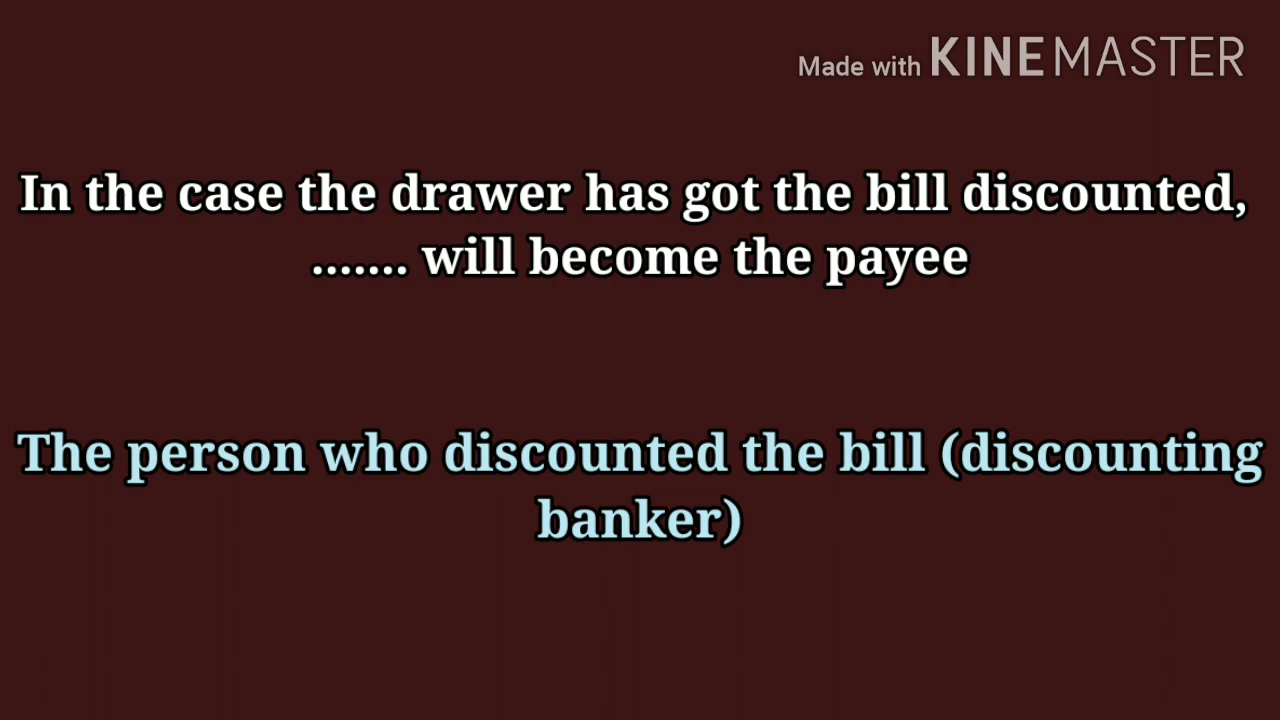 Made with KINEMASTER
In the case the drawer has got the bill discounted,
....... will become the payee
The person who discounted the bill (discounting
banker)